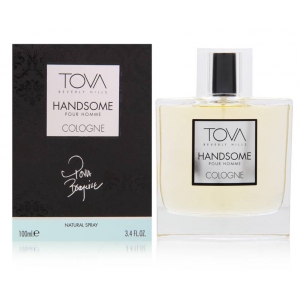 TOVA
BEVERLY HILLS
HANDSOME
POUR HOMME
COLOGNE
Tova
Borgnine
NATURAL SPRAY
100ml℮ 3.4 FL.OZ.
TOVA
BEVERLY HILLS
HANDSOME
POUR HOMME
COLOGNE